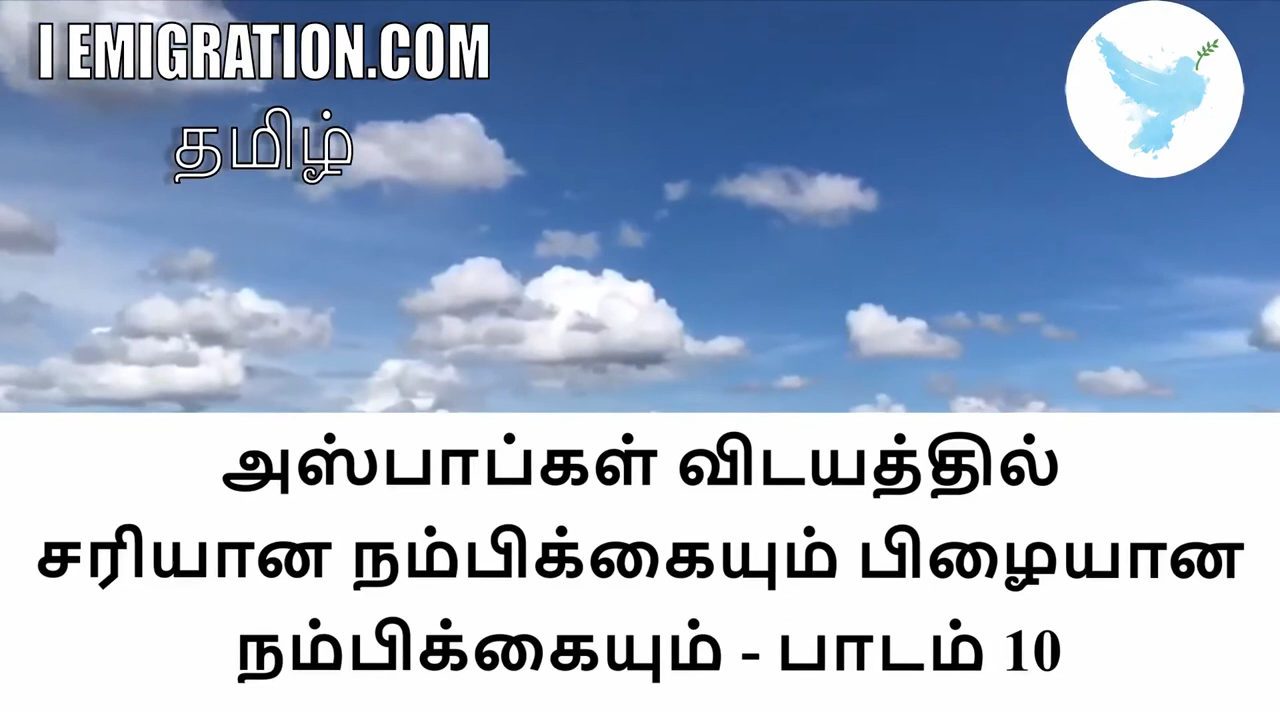 I EMIGRATION.COM
தமிழ்
அஸ்பாப்கள் விடயத்தில்
சரியான நம்பிக்கையும் பிழையான
நம்பிக்கையும் - பாடம் 10